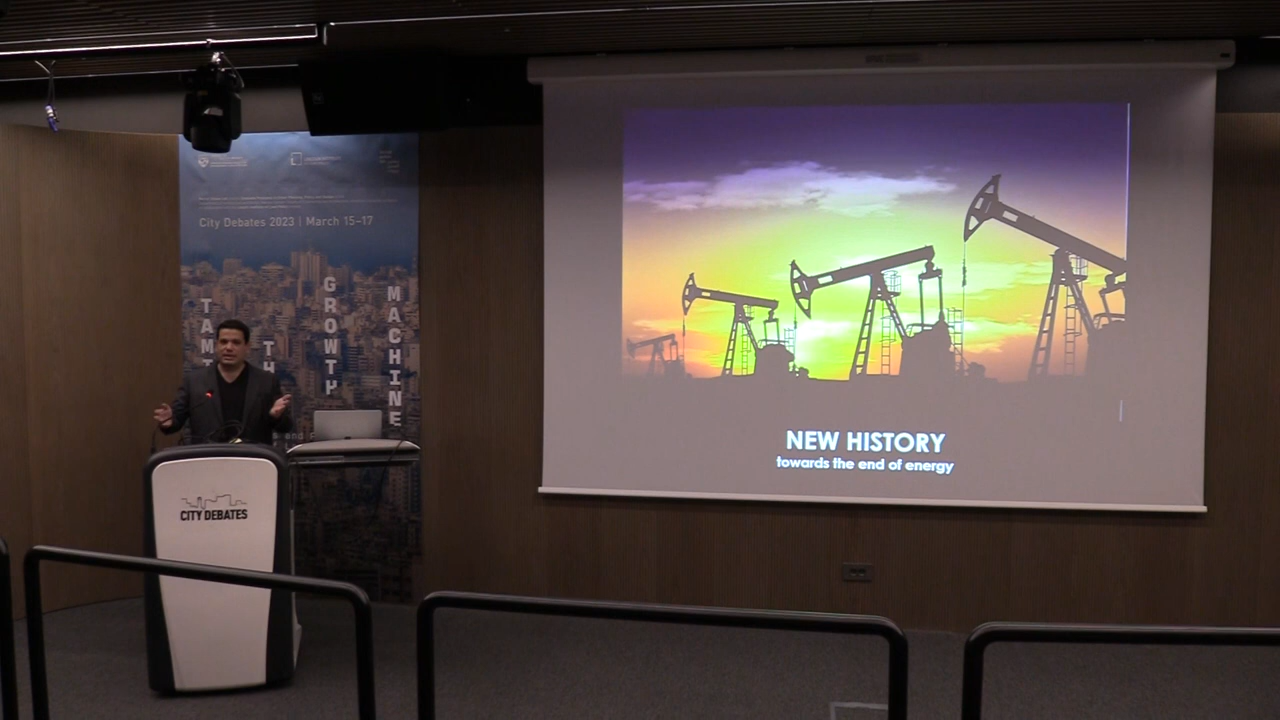 City Debates 2023 | March 15-17
TAM
TH
GROWTH
MACHINE
and
CITY DEBATES
NEW HISTORY
towards the end of energy